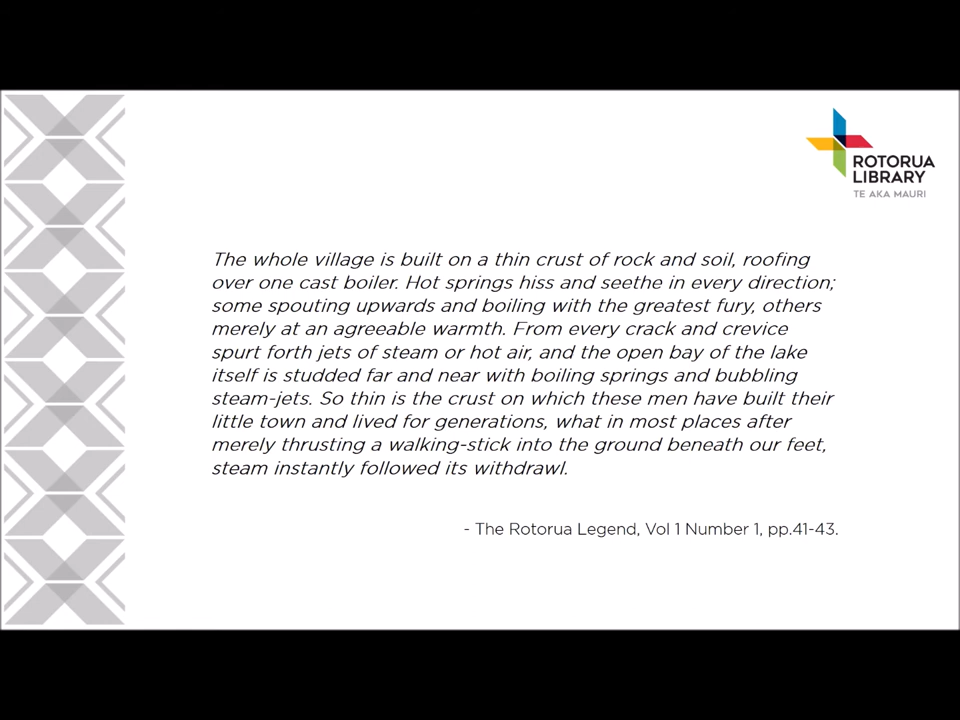 ROTORUA
LIBRARY
TE AKA MAURI
The whole village is built on a thin crust of rock and soil, roofing
over one cast boiler. Hot springs hiss and seethe in every direction;
some spouting upwards and boiling with the greatest fury, others
merely at an agreeable warmth. From every crack and crevice
spurt forth jets of steam or hot air, and the open bay of the lake
itself is studded far and near with boiling springs and bubbling
steam-jets. So thin is the crust on which these men have built their
little town and lived for generations, what in most places after
merely thrusting a walking-stick into the ground beneath our feet,
steam instantly followed its withdrawl.
- The Rotorua Legend, Vol 1 Number 1, pp.41-43.